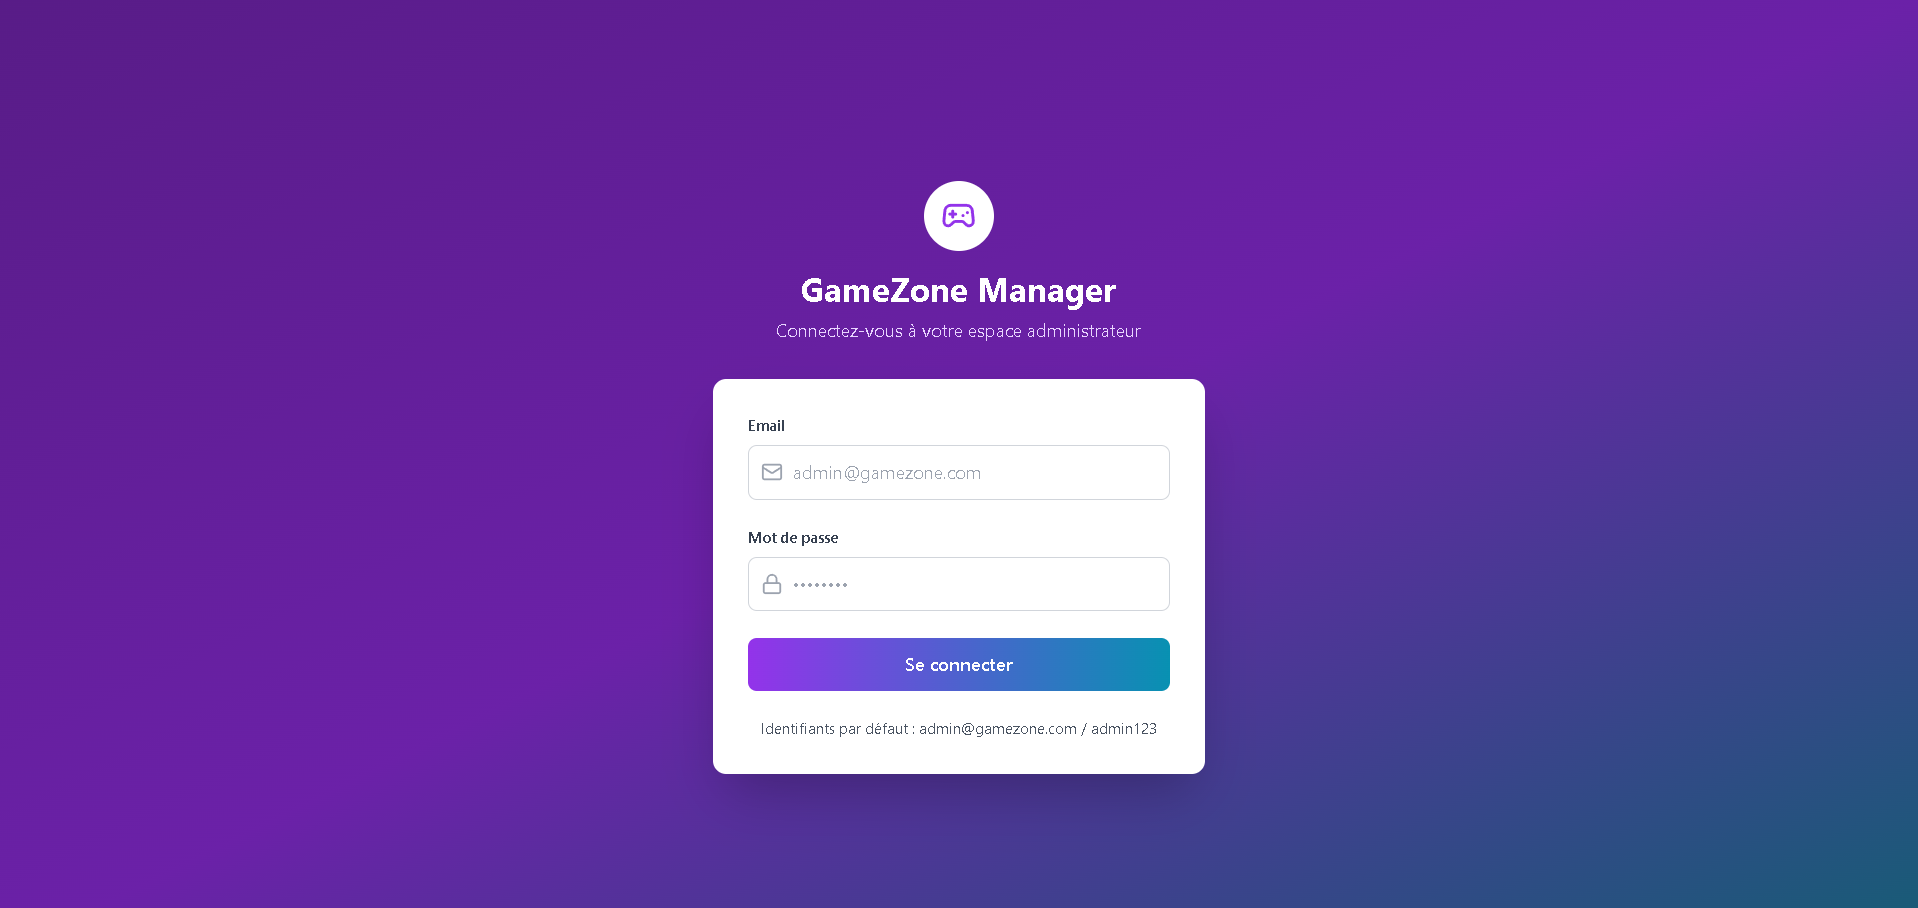 GameZone Manager
Connectez-vous à votre espace administrateur
Email
admin@gamezone.com
Mot de passe
••••••••
Se connecter
Identifiants par défaut : admin@gamezone.com / admin123